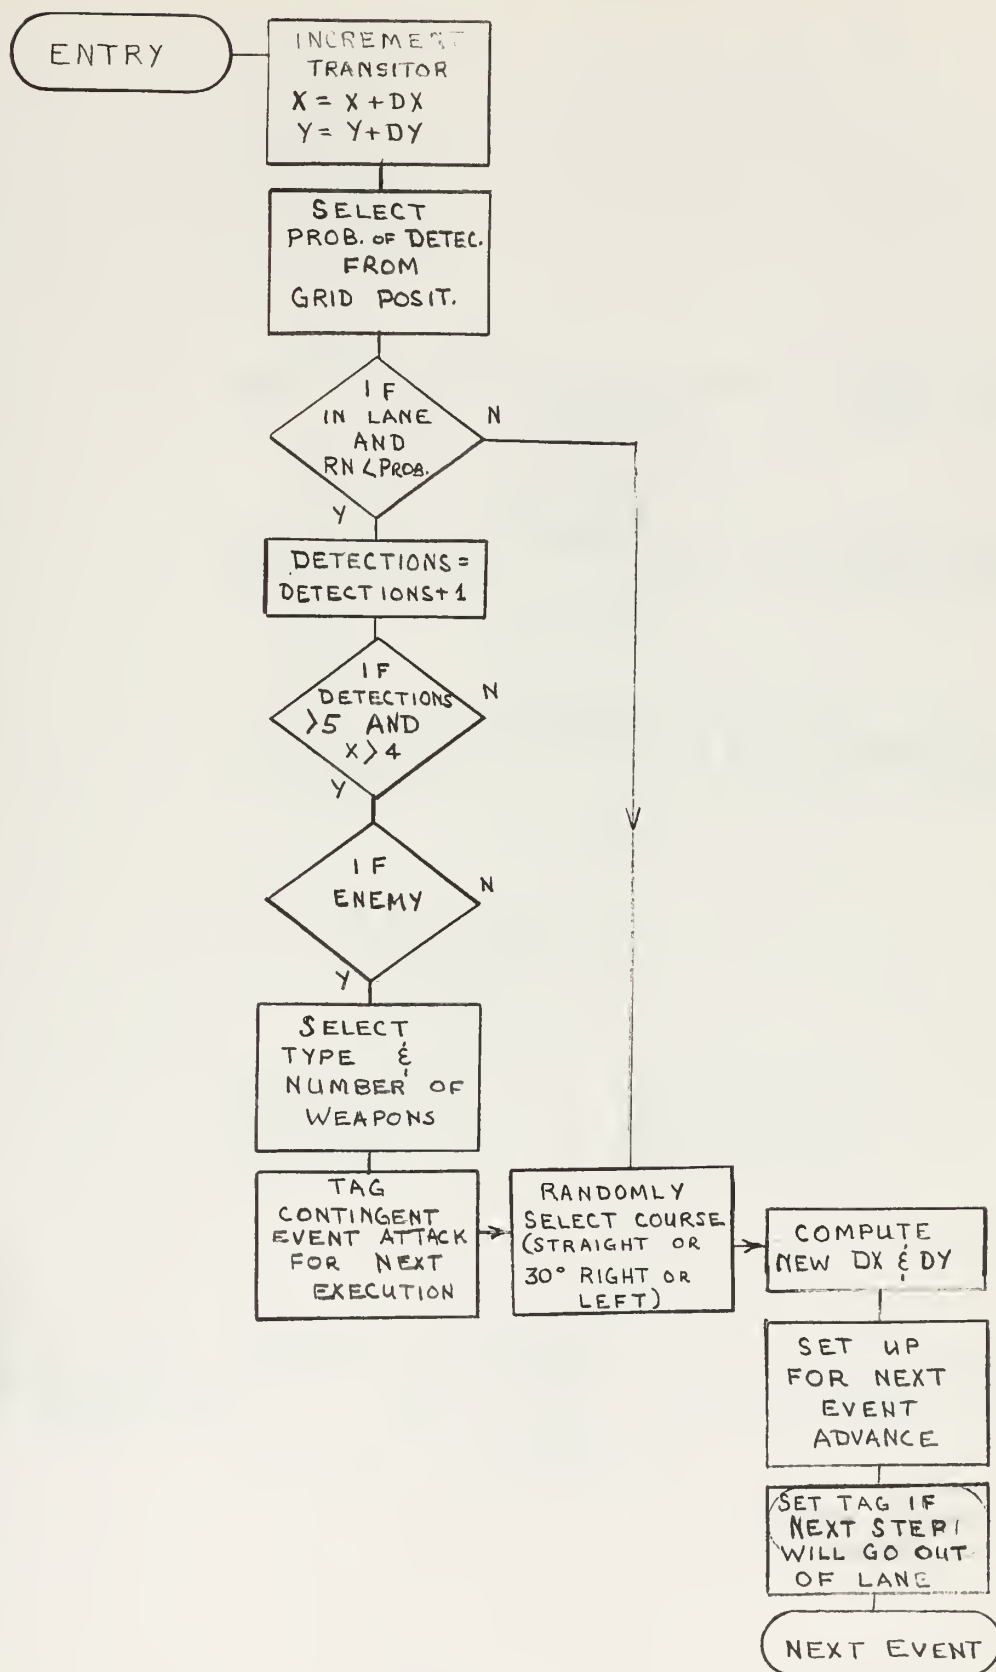 ENTRY
INCREMENT
TRANSITOR
X = X + DX
Y = Y + DY
SELECT
PROB. OF DETEC.
FROM
GRID POSIT.
IF
IN LANE
AND
RN < PROB.
N
Y
DETECTIONS =
DETECTIONS + 1
IF
DETECTIONS
>5 AND
X > 4
N
Y
IF
ENEMY
N
Y
SELECT
TYPE &
NUMBER OF
WEAPONS
TAG
CONTINGENT
EVENT ATTACK
FOR NEXT
EXECUTION
RANDOMLY
SELECT COURSE
(STRAIGHT OR
30° RIGHT OR
LEFT)
COMPUTE
NEW DX & DY
SET UP
FOR NEXT
EVENT
ADVANCE
SET TAG IF
NEXT STEP
WILL GO OUT
OF LANE
NEXT EVENT